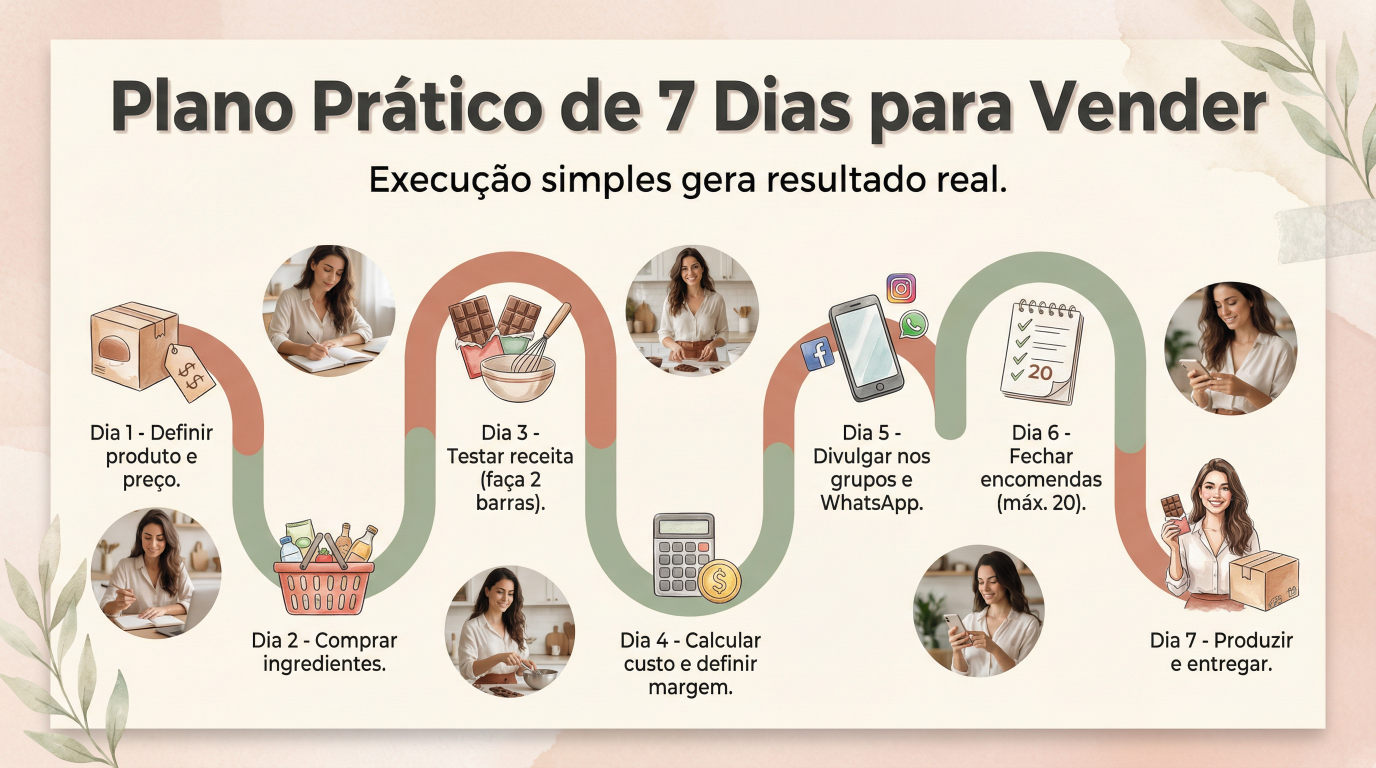 Plano Prático de 7 Dias para Vender
Execução simples gera resultado real.
Dia 1 - Definir
produto e
preço.
Dia 2 - Comprar
ingredientes.
Dia 3 -
Testar receita
(faça 2
barras).
Dia 4 - Calcular
custo e definir
margem.
Dia 5 -
Divulgar nos
grupos e
WhatsApp.
20
Dia 6 -
Fechar
encomendas
(máx. 20).
Dia 7 - Produzir
e entregar.
$$
$
f